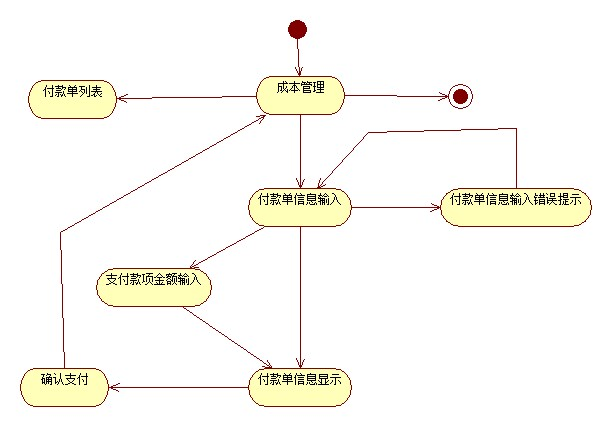 成本管理
付款单列表
付款单信息输入
付款单信息输入错误提示
支付款项金额输入
确认支付
付款单信息显示